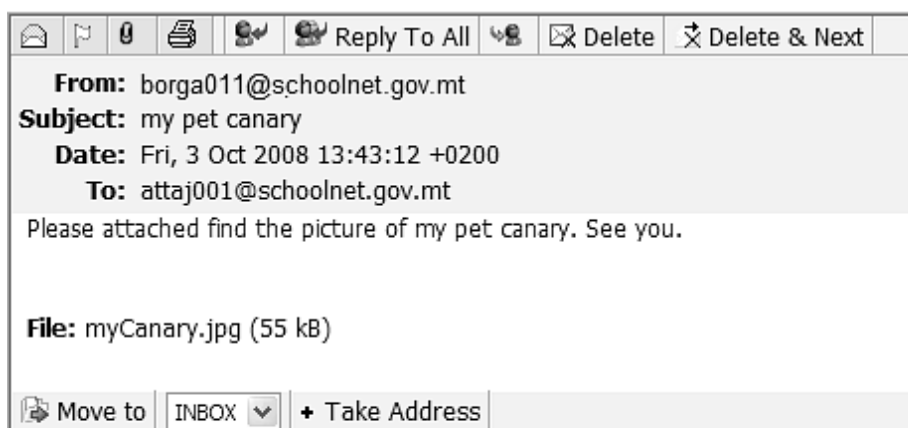 Reply To All Delete Delete & Next
From: borga011@schoolnet.gov.mt
Subject: my pet canary
Date: Fri, 3 Oct 2008 13:43:12 +0200
To: attaj001@schoolnet.gov.mt
Please attached find the picture of my pet canary. See you.
File: myCanary.jpg (55 kB)
Move to INBOX + Take Address